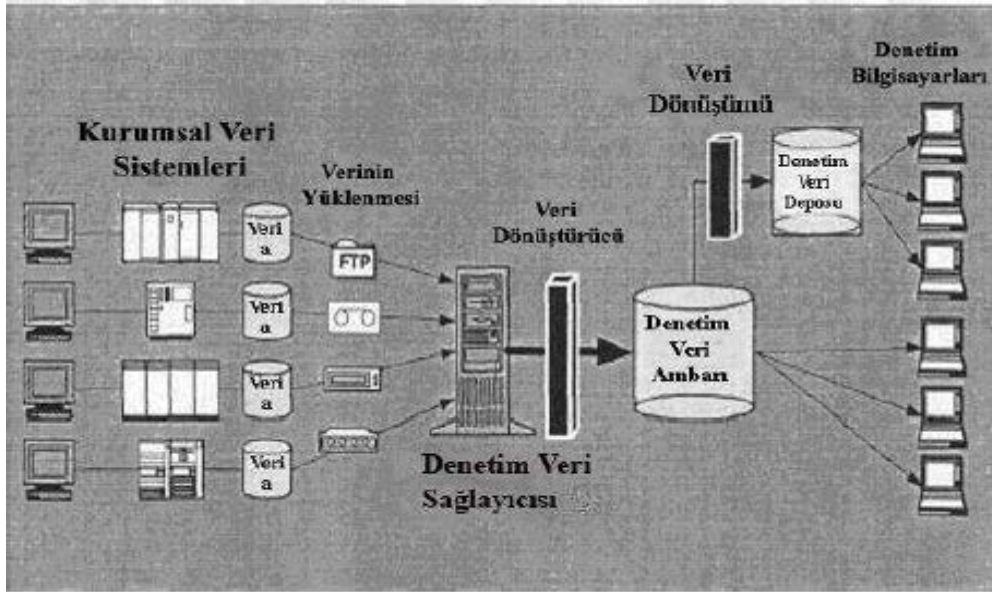 Kurumsal Veri
Sistemleri
Verinin
Yüklenmesi
Veri
a
Veri
a
Veri
a
Veri
a
FTP
Veri
Dönüştürücü
Denetim Veri
Sağlayıcısı
Denetim
Veri
Ambarı
Veri
Dönüşümü
Denetim
Veri
Deposu
Denetim
Bilgisayarları